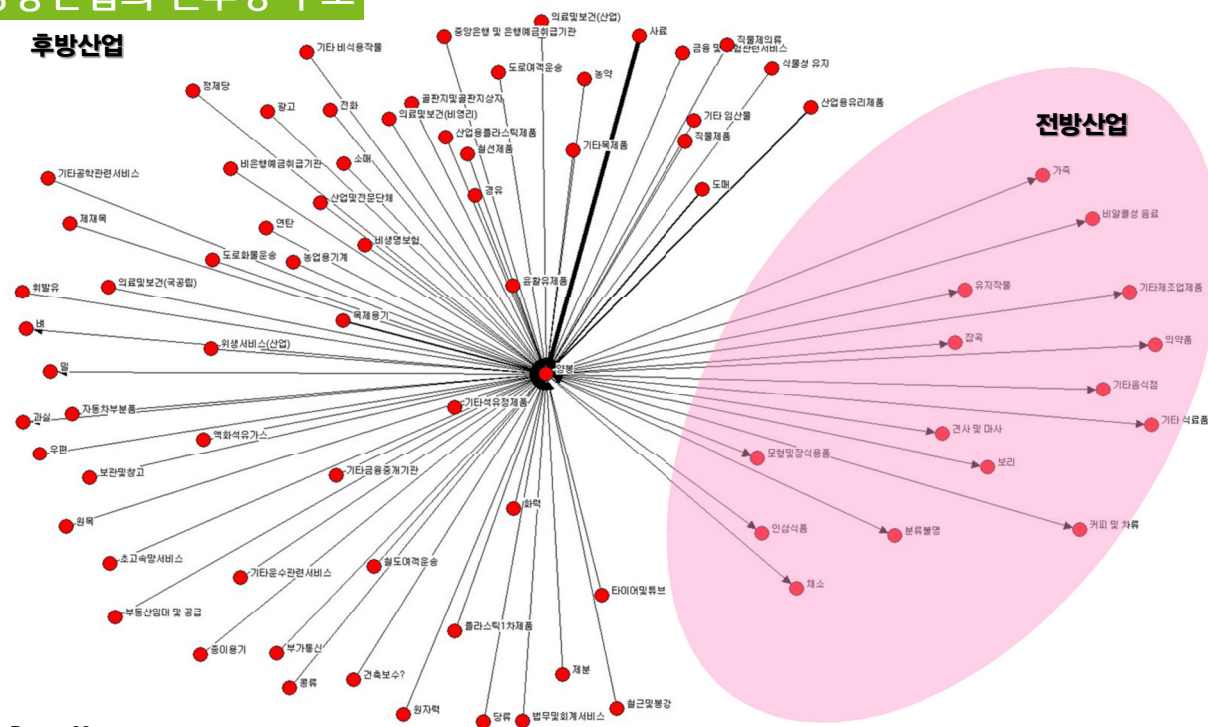 후방산업
전방산업
의료및보건(산업)
중앙은행 및 은행예금취급기관
사료
직물제의류
기타 비식용작물
도로여객운송
농약
식물성 유지
정제당
광고
전화
골판지및골판지상자
의료및보건(비영리)
산업용유리제품
기타 임산물
산업용플라스틱제품
철선제품
기타목제품
직물제품
비은행예금취급기관
소매
기타공학관련서비스
경유
도매
가죽
산업및전문단체
제재목
연탄
비생명보험
비알콜성 음료
도로화물운송
농업용기계
휘발유
의료및보건(국공립)
윤활유제품
유지작물
기타제조업제품
목제용기
벼
위생서비스(산업)
잡곡
의약품
밀
양봉
기타음식점
과실
자동차부분품
기타석유정제품
기타 식료품
우편
액화석유가스
견사 및 마사
보관및창고
기타금융중개기관
모형및장식용품
보리
원목
화력
인삼식품
분류불명
커피 및 차류
초고속망서비스
기타운수관련서비스
철도여객운송
채소
타이어및튜브
부동산임대 및 공급
플라스틱1차제품
종이용기
부가통신
콩류
건축보수?
제분
원자력
당류
법무및회계서비스
철근및봉강